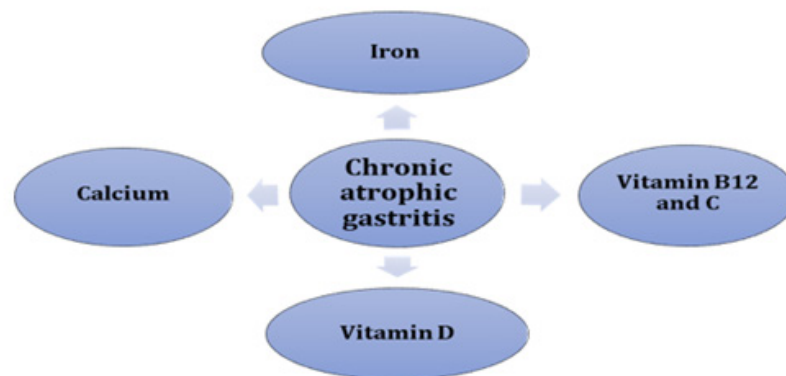 Iron
Calcium
Chronic
atrophic
gastritis
Vitamin B12
and C
Vitamin D